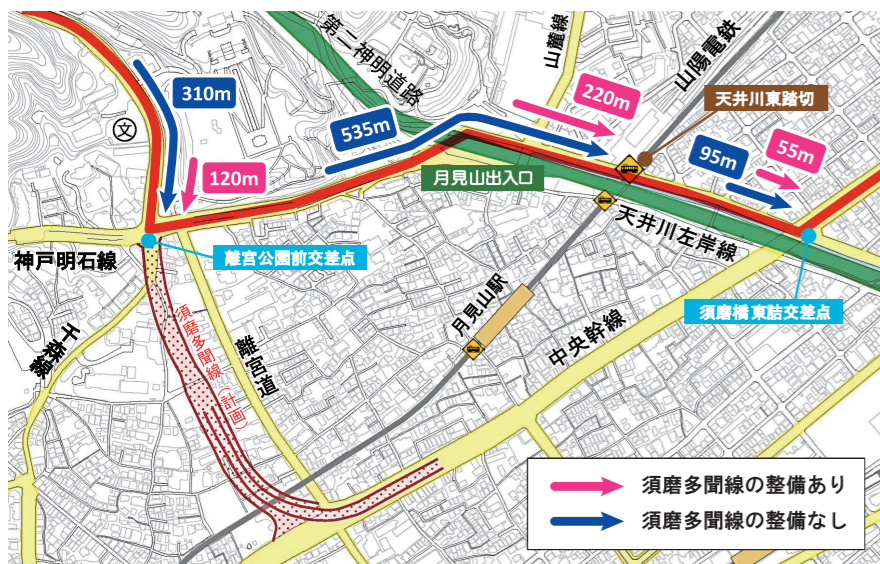 第二神明道路
山麓線
山陽電鉄
310m
220m
天井川東踏切
535m
文
95m
55m
120m
月見山出入口
天井川左岸線
神戸明石線
離宮公園前交差点
須磨橋東詰交差点
千森線
須磨多聞線(計画)
離宮道
月見山駅
中央幹線
須磨多聞線の整備あり
須磨多聞線の整備なし